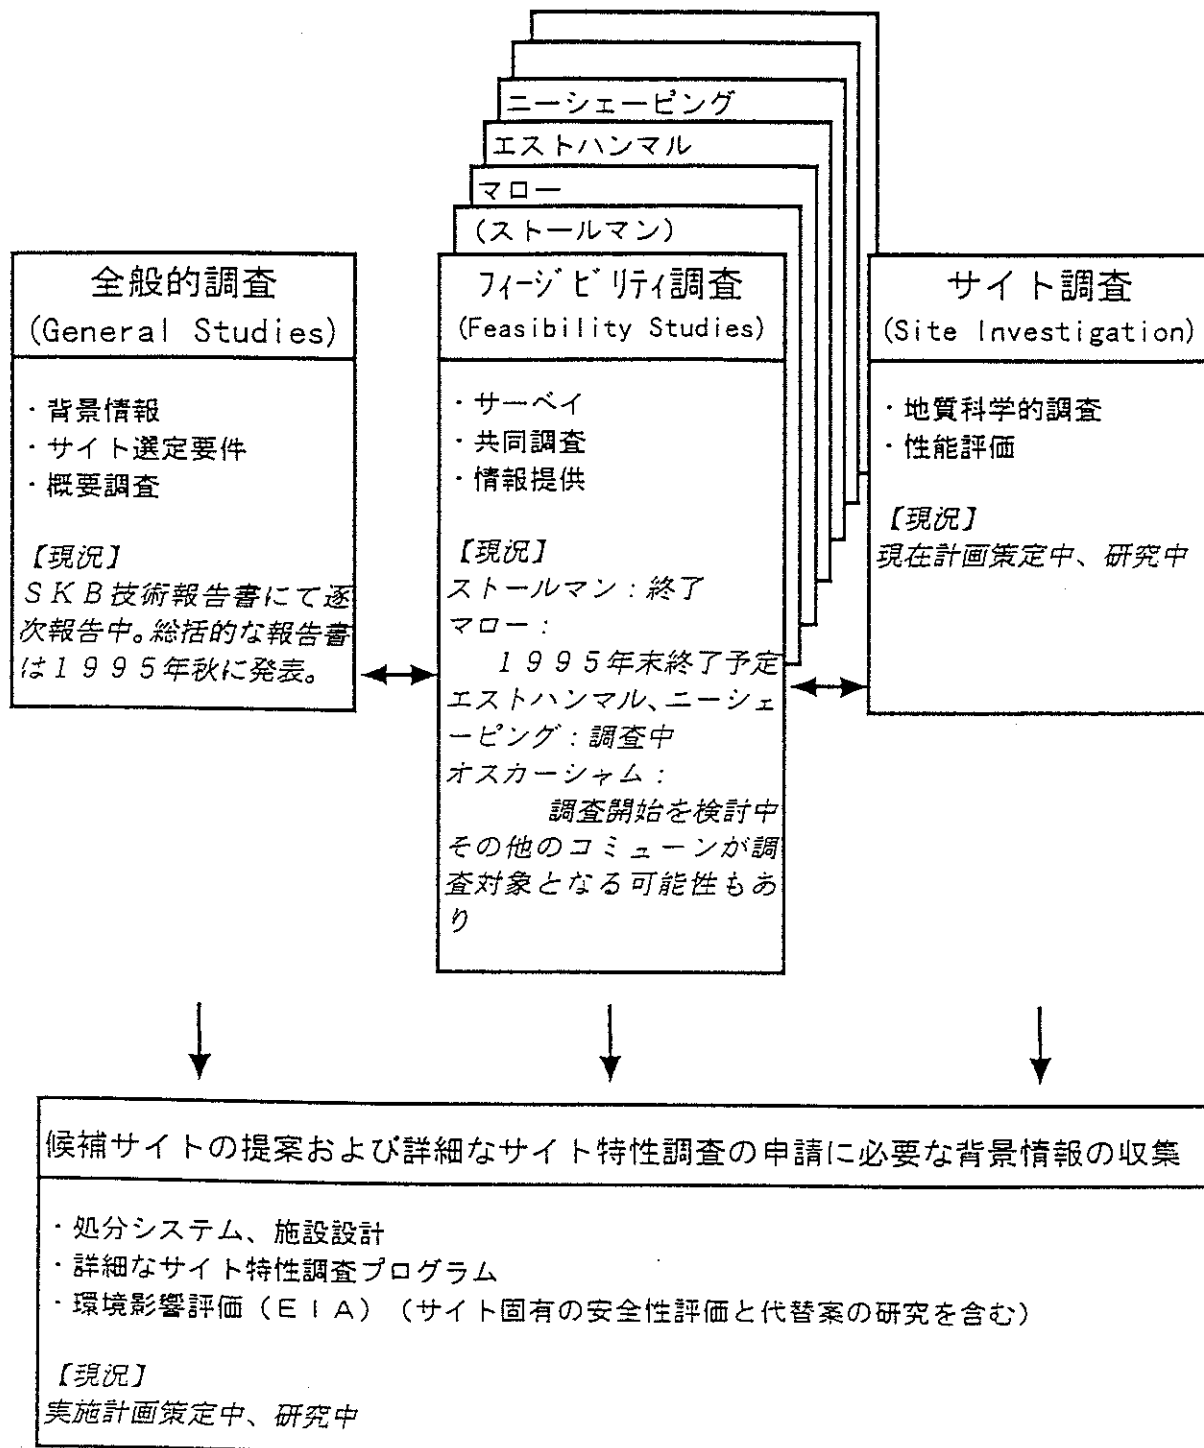 ニーシェーピング
エストハンマル
マロー
(ストールマン)
全般的調査
(General Studies)
・背景情報
・サイト選定要件
・概要調査
【現況】
SKB技術報告書にて逐
次報告中。総括的な報告書
は1995年秋に発表。
フィージビリティ調査
(Feasibility Studies)
・サーベイ
・共同調査
・情報提供
【現況】
ストールマン：終了
マロー：
1995年末終了予定
エストハンマル、ニーシェ
ーピング：調査中
オスカーシャム：
調査開始を検討中
その他のコミューンが調
査対象となる可能性もあ
り
サイト調査
(Site Investigation)
・地質科学的調査
・性能評価
【現況】
現在計画策定中、研究中
候補サイトの提案および詳細なサイト特性調査の申請に必要な背景情報の収集
・処分システム、施設設計
・詳細なサイト特性調査プログラム
・環境影響評価（EIA）（サイト固有の安全性評価と代替案の研究を含む）
【現況】
実施計画策定中、研究中